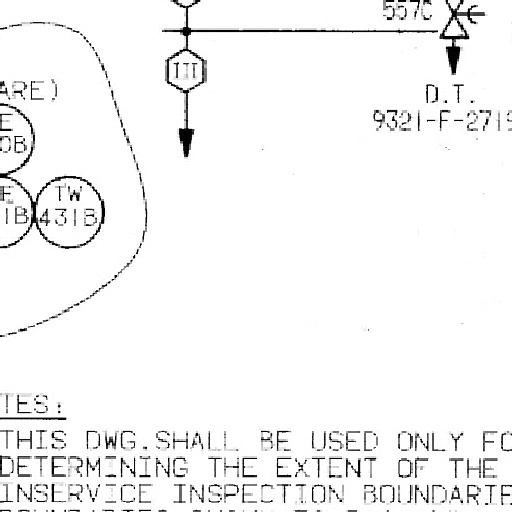 557C
III
ARE)
D.T.
9321-F-2719
E
0B
E
1B
TW
431B
TES:
THIS DWG.SHALL BE USED ONLY FO
DETERMINING THE EXTENT OF THE
INSERVICE INSPECTION BOUNDARIE